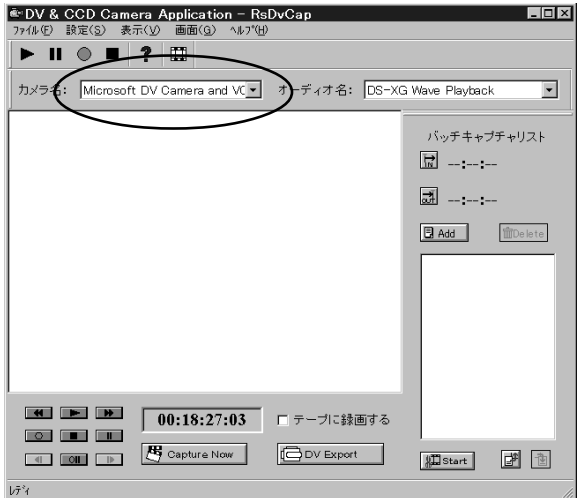 DV & CCD Camera Application - RsDvCap
ﾌｧｲﾙ(F) 設定(S) 表示(V) 画面(G) ﾍﾙﾌﾟ(H)
カメラ名: Microsoft DV Camera and VC オーディオ名: DS-XG Wave Playback
バッチキャプチャリスト
IN --:--:--
OUT --:--:--
Add Delete
00:18:27:03 テープに録画する
Capture Now DV Export Start
ﾚﾃﾞｨ